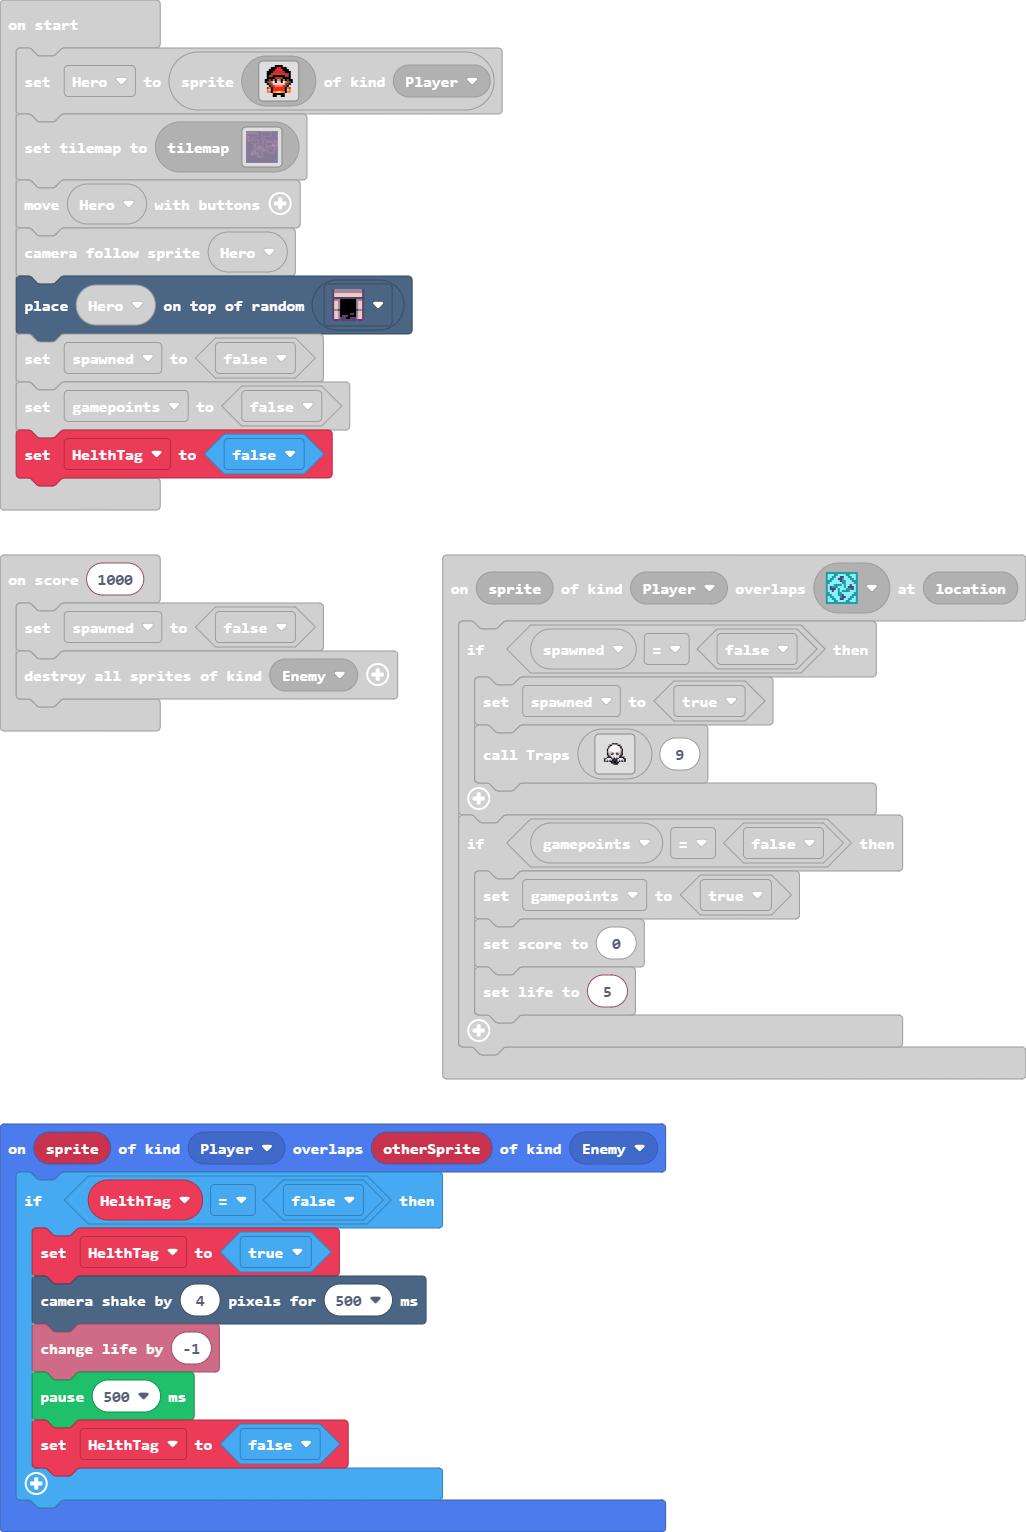 on start
set Hero to sprite of kind Player
set tilemap to tilemap
move Hero with buttons
camera follow sprite Hero
place Hero on top of random
set spawned to false
set gamepoints to false
set HelthTag to false
on score 1000
set spawned to false
destroy all sprites of kind Enemy
on sprite of kind Player overlaps at location
if spawned = false then
set spawned to true
call Traps 9
if gamepoints = false then
set gamepoints to true
set score to 0
set life to 5
on sprite of kind Player overlaps otherSprite of kind Enemy
if HelthTag = false then
set HelthTag to true
camera shake by 4 pixels for 500 ms
change life by -1
pause 500 ms
set HelthTag to false